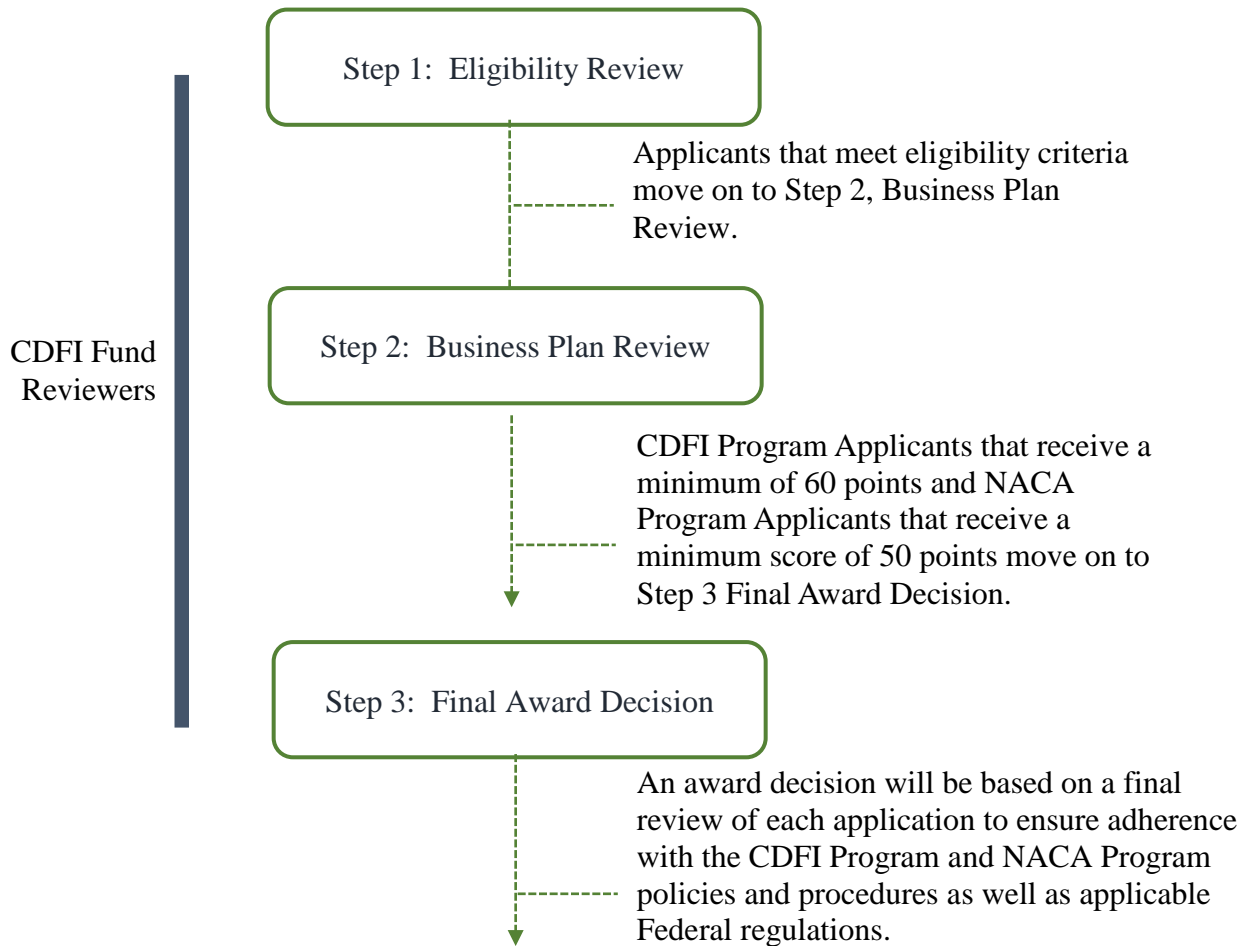 Step 1: Eligibility Review
Applicants that meet eligibility criteria
move on to Step 2, Business Plan
Review.
Step 2: Business Plan Review
CDFI Fund
Reviewers
CDFI Program Applicants that receive a
minimum of 60 points and NACA
Program Applicants that receive a
minimum score of 50 points move on to
Step 3 Final Award Decision.
Step 3: Final Award Decision
An award decision will be based on a final
review of each application to ensure adherence
with the CDFI Program and NACA Program
policies and procedures as well as applicable
Federal regulations.